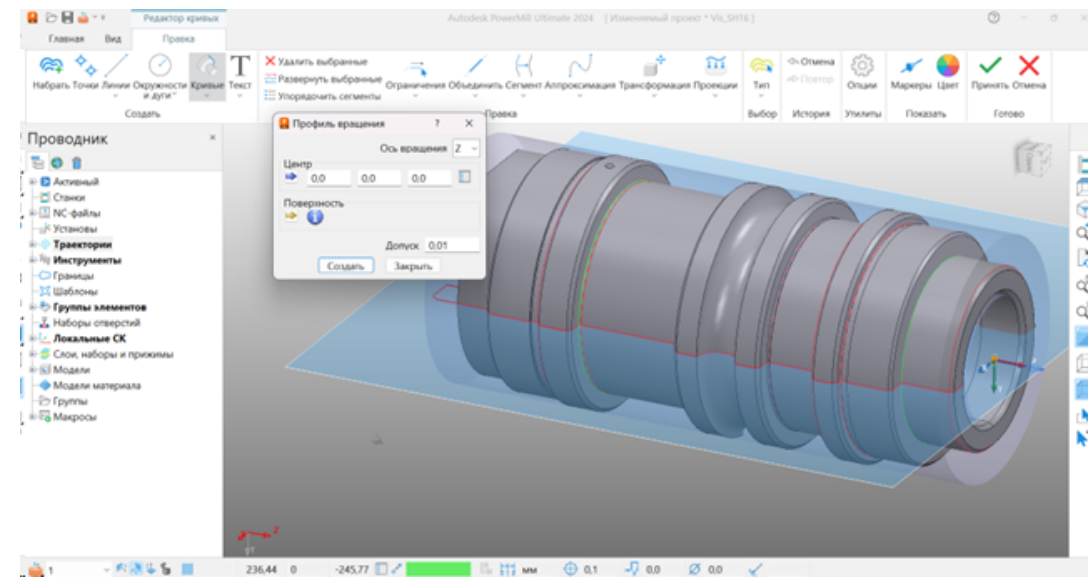 Редактор кривых
Autodesk PowerMill Ultimate 2024 [ Изменяемый проект * Vis_SH16 ]
Главная Вид Правка
Набрать Точки Линии Окружности и дуги Кривые Текст
Создать
Удалить выбранные
Развернуть выбранные
Упорядочить сегменты
Ограничения Объединить Сегмент Аппроксимация Трансформация Проекции
Правка
Тип
Выбор
Отмена
Повтор
История
Опции
Утилиты
Маркеры Цвет
Показать
Принять Отмена
Готово
Проводник
Активный
Станки
NC-файлы
Установы
Траектории
Инструменты
Границы
Шаблоны
Группы элементов
Наборы отверстий
Локальные СК
Слои, наборы и прижимы
Модели
Модели материала
Группы
Макросы
Профиль вращения ? ×
Ось вращения Z
Центр
0,0 0,0 0,0
Поверхность
Допуск 0,01
Создать Закрыть
Z
1 236,44 0 -245,77 мм 0,1 0,0 0,0